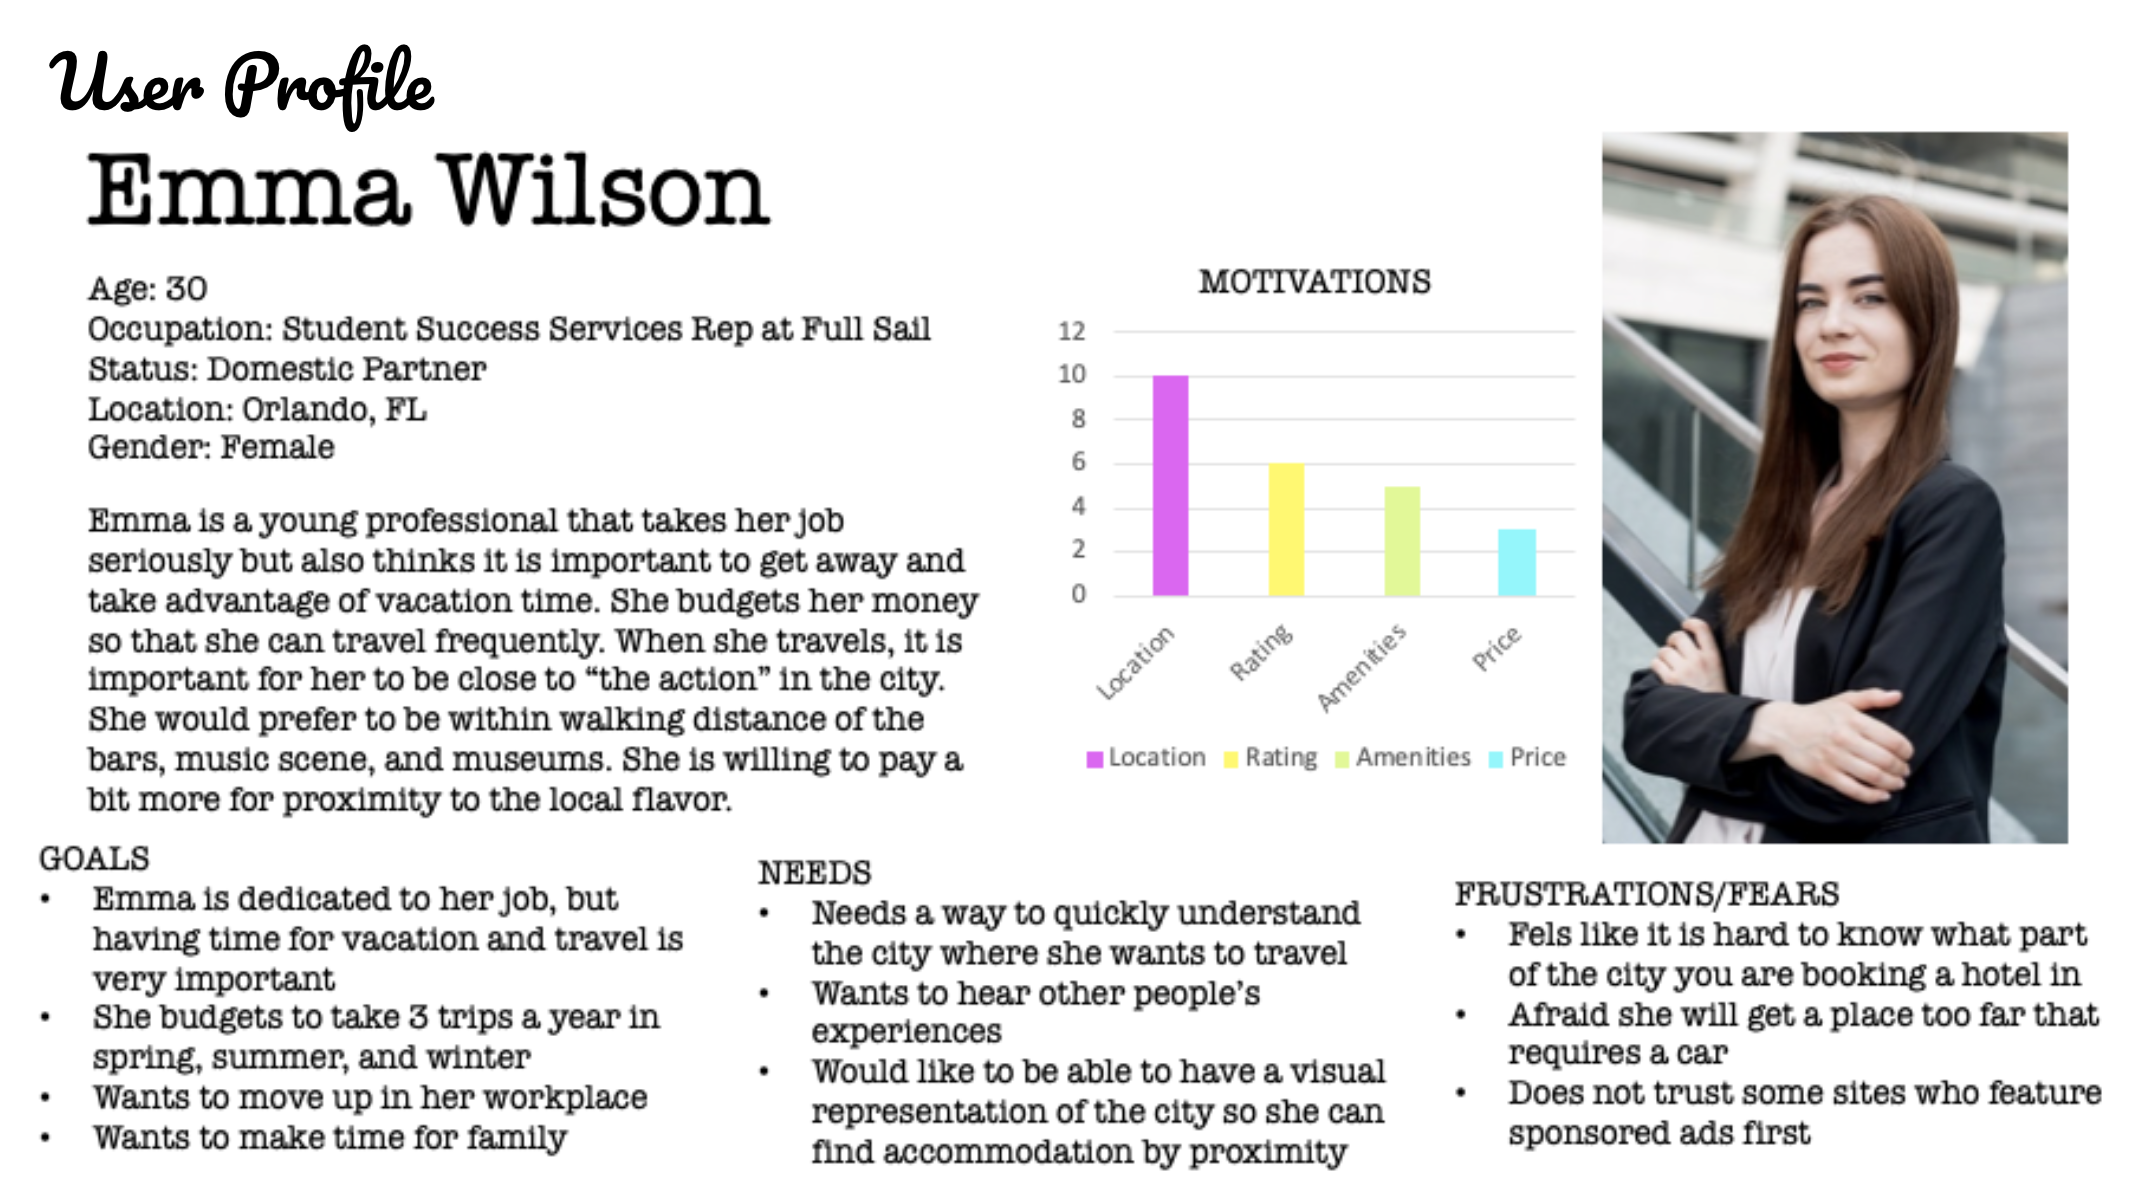 User Profile
Emma Wilson
Age: 30
Occupation: Student Success Services Rep at Full Sail
Status: Domestic Partner
Location: Orlando, FL
Gender: Female
Emma is a young professional that takes her job
seriously but also thinks it is important to get away and
take advantage of vacation time. She budgets her money
so that she can travel frequently. When she travels, it is
important for her to be close to “the action” in the city.
She would prefer to be within walking distance of the
bars, music scene, and museums. She is willing to pay a
bit more for proximity to the local flavor.
MOTIVATIONS
12
10
8
6
4
2
0
Location
Rating
Amenities
Price
Location Rating Amenities Price
GOALS
• Emma is dedicated to her job, but
having time for vacation and travel is
very important
• She budgets to take 3 trips a year in
spring, summer, and winter
• Wants to move up in her workplace
• Wants to make time for family
NEEDS
• Needs a way to quickly understand
the city where she wants to travel
• Wants to hear other people’s
experiences
• Would like to be able to have a visual
representation of the city so she can
find accommodation by proximity
FRUSTRATIONS/FEARS
• Fels like it is hard to know what part
of the city you are booking a hotel in
• Afraid she will get a place too far that
requires a car
• Does not trust some sites who feature
sponsored ads first